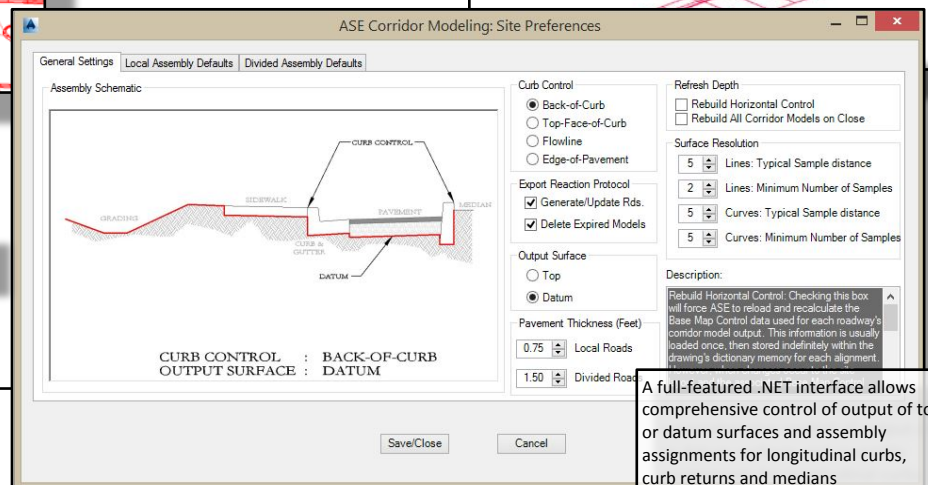 ASE Corridor Modeling: Site Preferences
General Settings
Local Assembly Defaults
Divided Assembly Defaults
Assembly Schematic
CURB CONTROL
SIDEWALK
MEDIAN
GRADING
PAVEMENT
CURB &
GUTTER
DATUM
CURB CONTROL : BACK-OF-CURB
OUTPUT SURFACE : DATUM
Curb Control
Back-of-Curb
Top-Face-of-Curb
Flowline
Edge-of-Pavement
Export Reaction Protocol
Generate/Update Rds.
Delete Expired Models
Output Surface
Top
Datum
Pavement Thickness (Feet)
0.75 Local Roads
1.50 Divided Roads
Refresh Depth
Rebuild Horizontal Control
Rebuild All Corridor Models on Close
Surface Resolution
5 Lines: Typical Sample distance
2 Lines: Minimum Number of Samples
5 Curves: Typical Sample distance
5 Curves: Minimum Number of Samples
Description:
Rebuild Horizontal Control: Checking this box
will force ASE to reload and recalculate the
Base Map Control data used for each roadway's
corridor model output. This information is usually
loaded once, then stored indefinitely within the
drawing's dictionary memory for each alignment.
Save/Close
Cancel
A full-featured .NET interface allows
comprehensive control of output of to
or datum surfaces and assembly
assignments for longitudinal curbs,
curb returns and medians